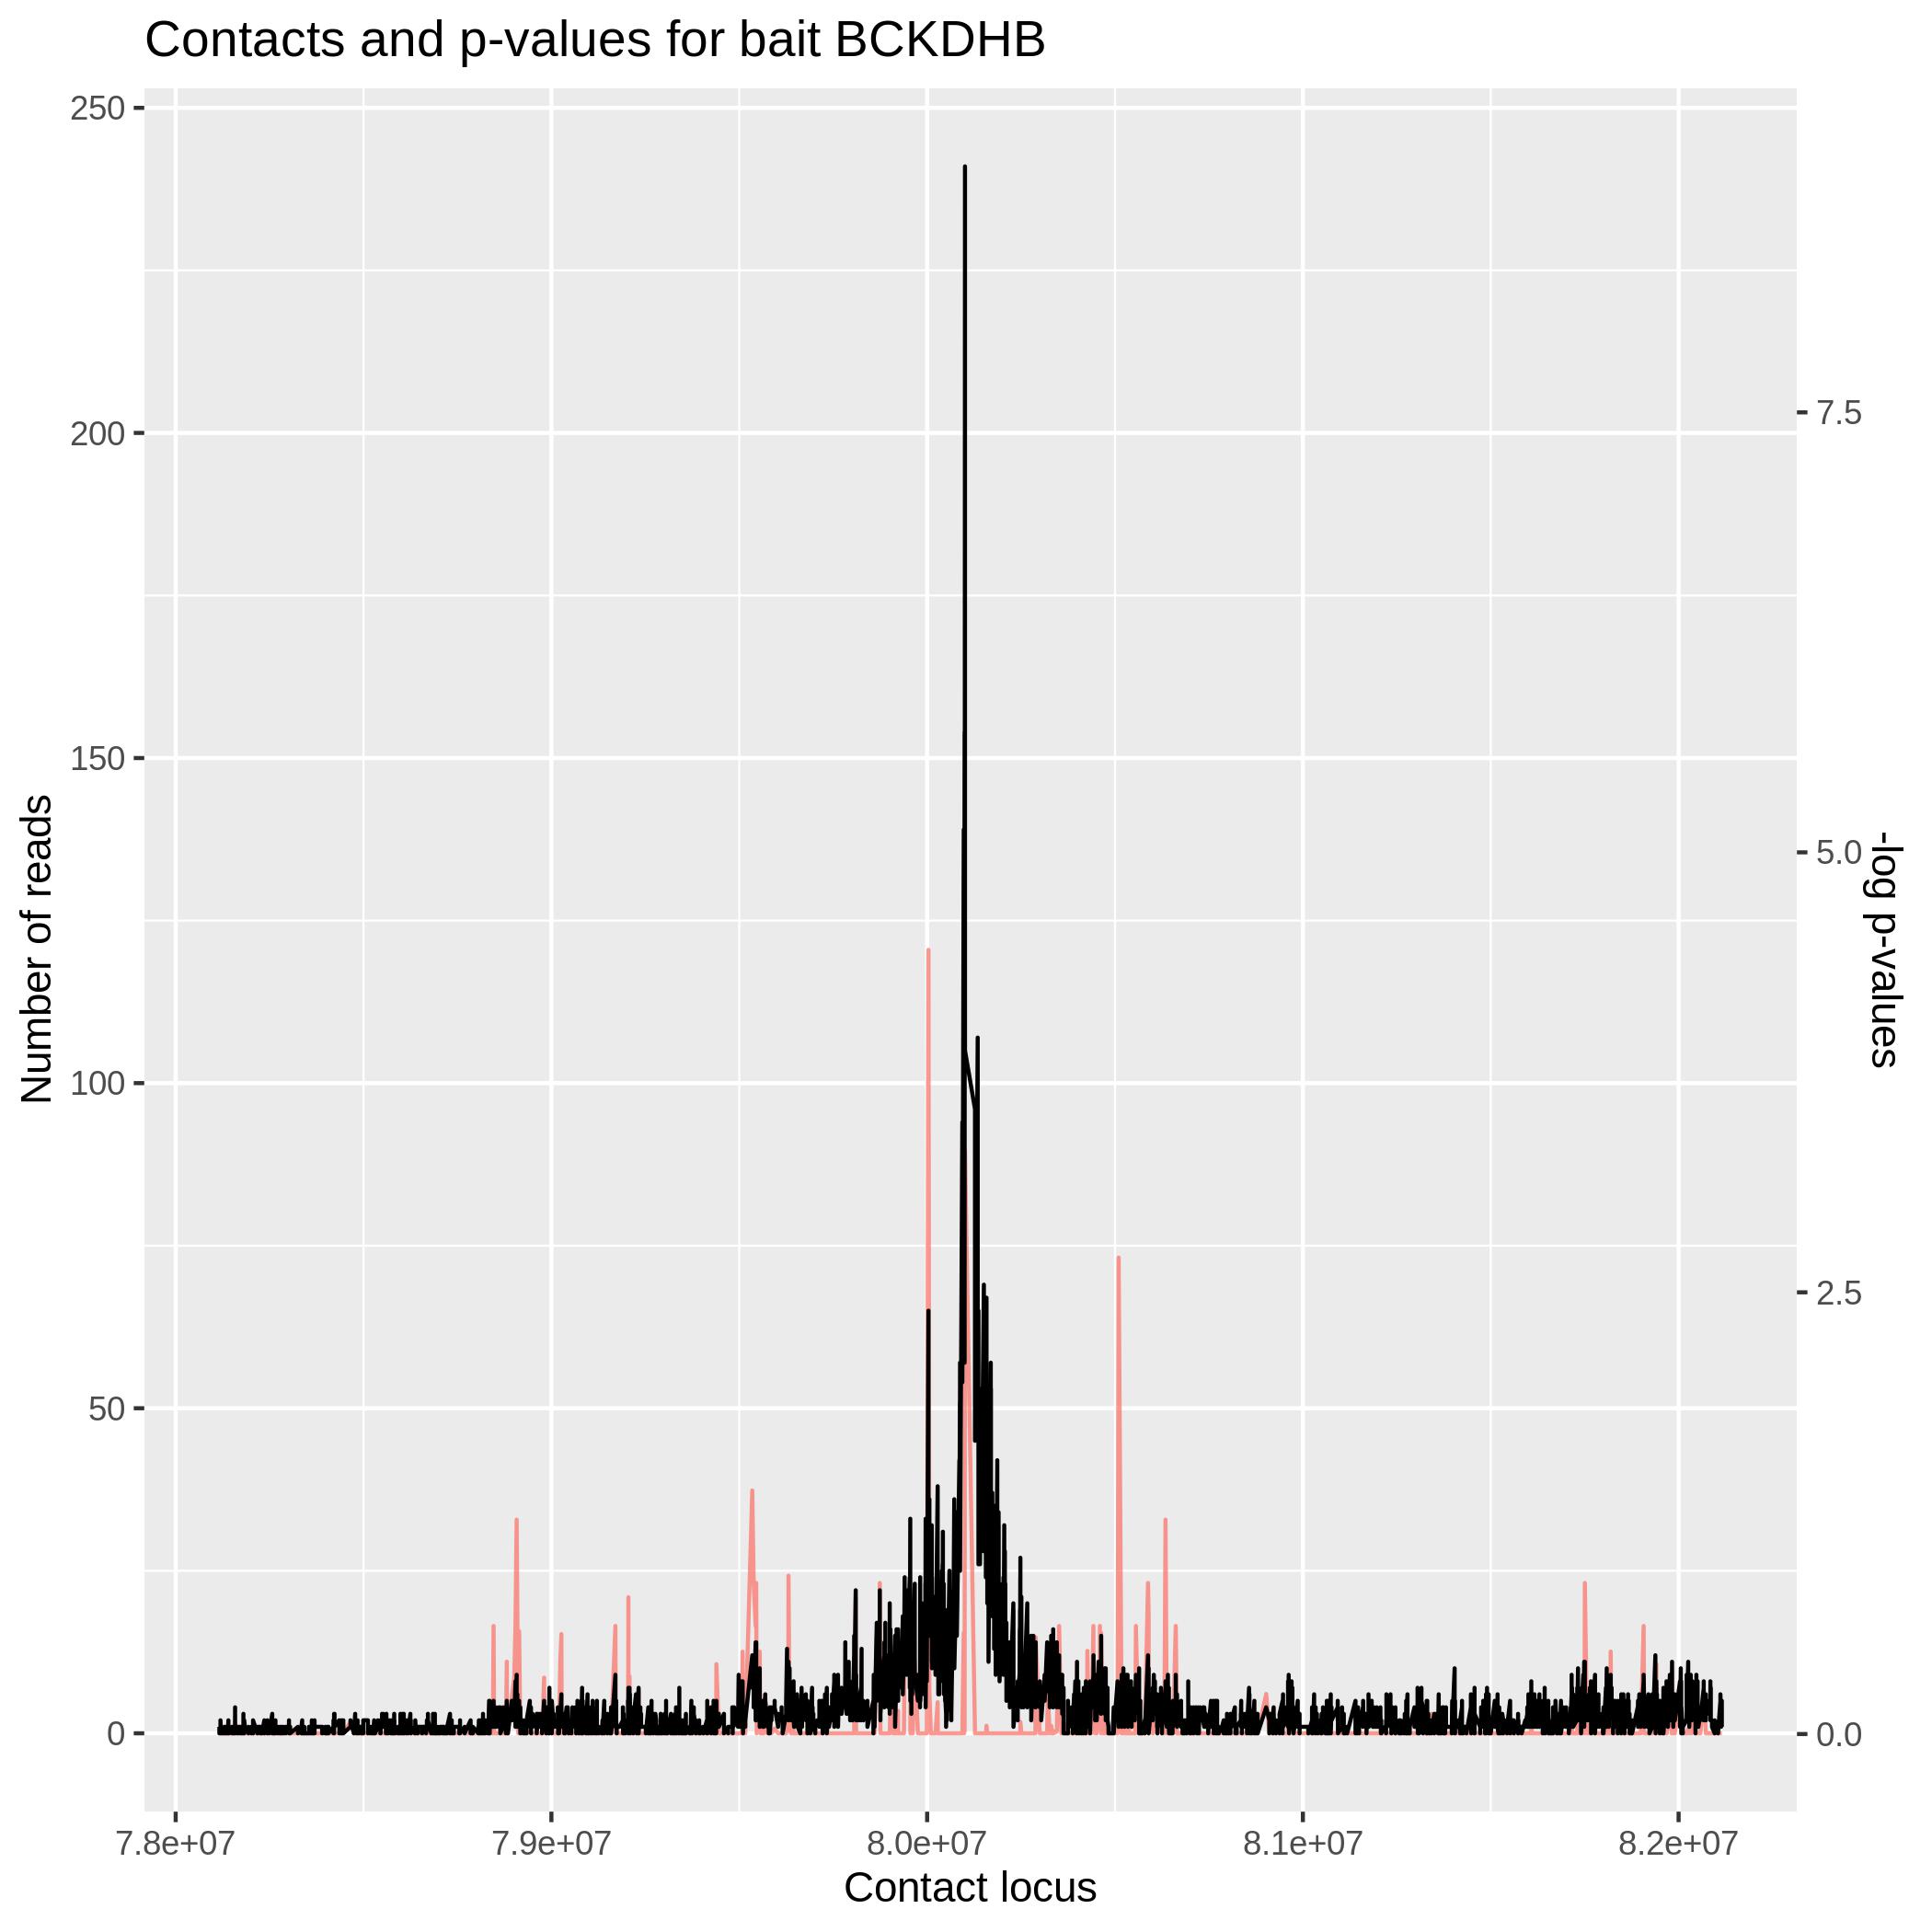 Contacts and p-values for bait BCKDHB
250
200
150
100
50
0
Number of reads
7.5
5.0
2.5
0.0
-log p-values
7.8e+07 7.9e+07 8.0e+07 8.1e+07 8.2e+07
Contact locus